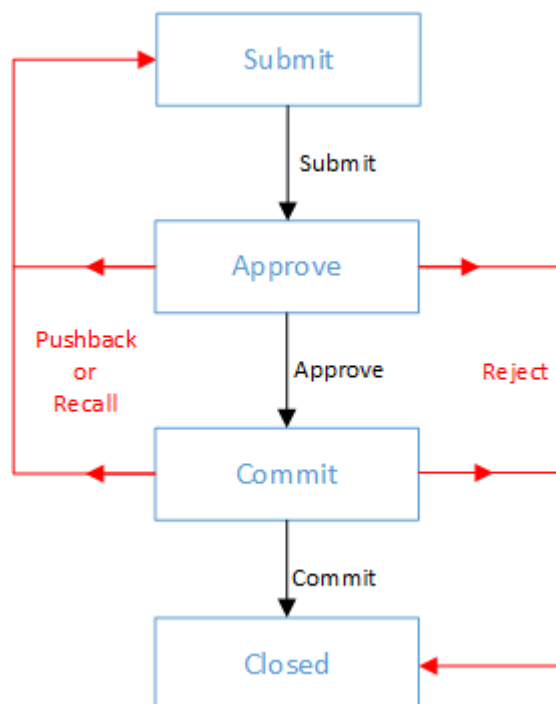 Submit
Submit
Approve
Pushback
or
Recall
Approve
Reject
Commit
Commit
Closed